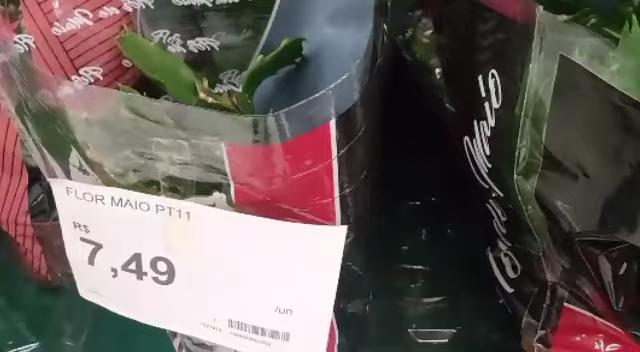 Flor de Maio
Flor de Maio
FLOR MAIO PT11
R$
7,49
/un
Flor de Maio